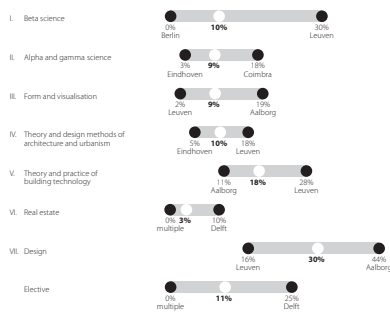 I. Beta science
0% 10% 30%
Berlin Leuven
II. Alpha and gamma science
3% 9% 18%
Eindhoven Coimbra
III. Form and visualisation
2% 9% 19%
Leuven Aalborg
IV. Theory and design methods of
architecture and urbanism
5% 10% 18%
Eindhoven Leuven
V. Theory and practice of
building technology
11% 18% 28%
Aalborg Leuven
VI. Real estate
0% 3% 10%
multiple Delft
VII. Design
16% 30% 44%
Leuven Aalborg
Elective
0% 11% 25%
multiple Delft